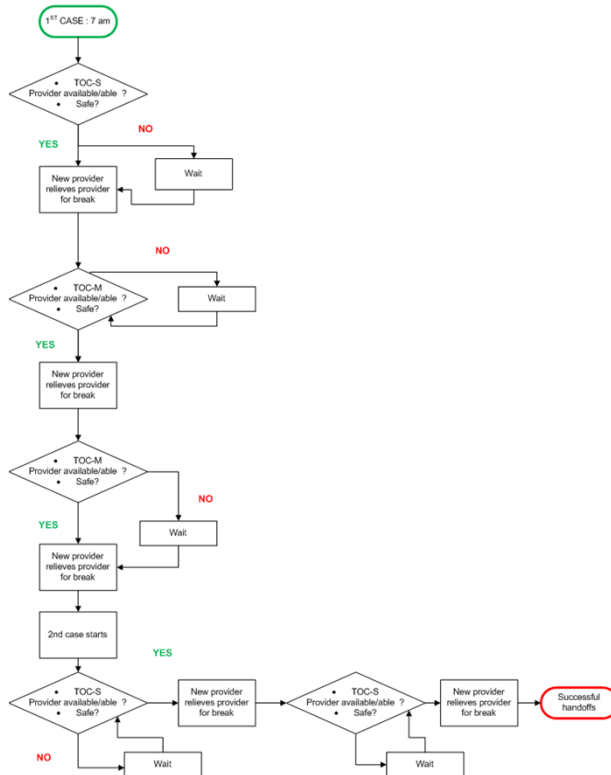 1ST CASE : 7 am
• TOC-S
Provider available/able ?
• Safe?
NO
YES
Wait
New provider
relieves provider
for break
NO
• TOC-M
Provider available/able ?
• Safe?
Wait
YES
New provider
relieves provider
for break
• TOC-M
Provider available/able ?
• Safe?
NO
YES
Wait
New provider
relieves provider
for break
2nd case starts
YES
• TOC-S
Provider available/able ?
• Safe?
New provider
relieves provider
for break
• TOC-S
Provider available/able ?
• Safe?
New provider
relieves provider
for break
Successful
handoffs
NO
Wait
Wait